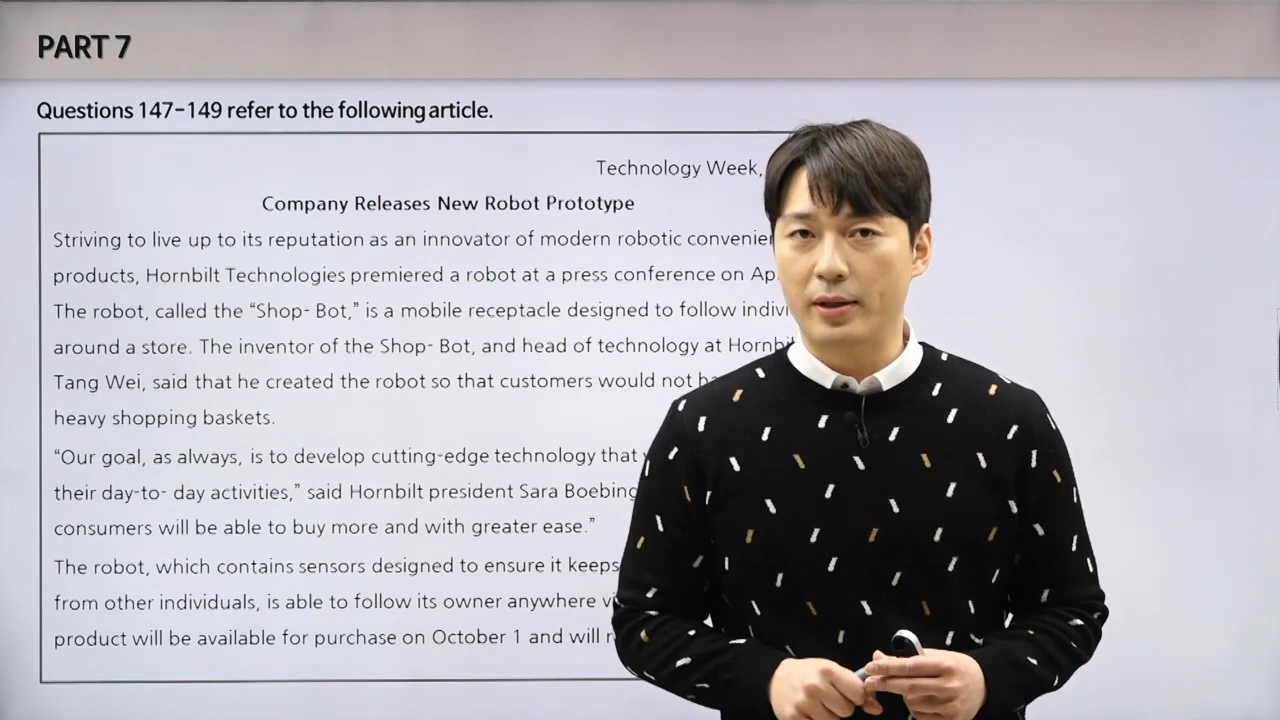 PART 7
Questions 147-149 refer to the following article.
Technology Week,
Company Releases New Robot Prototype
Striving to live up to its reputation as an innovator of modern robotic
products, Hornbilt Technologies premiered a robot at a press conference on
The robot, called the “Shop- Bot,” is a mobile receptacle designed to follow
around a store. The inventor of the Shop- Bot, and head of technology at
Tang Wei, said that he created the robot so that customers would not
heavy shopping baskets.
“Our goal, as always, is to develop cutting-edge technology that
their day-to- day activities,” said Hornbilt president Sara
consumers will be able to buy more and with greater ease.”
The robot, which contains sensors designed to ensure it keeps
from other individuals, is able to follow its owner anywhere
product will be available for purchase on October 1 and will